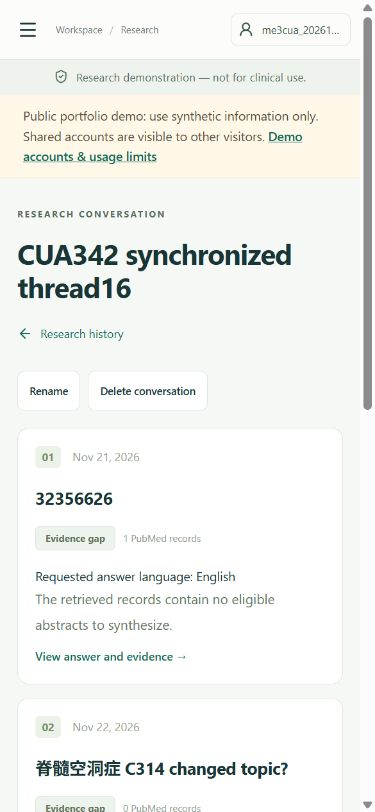 Workspace / Research
me3cua_20261...
Research demonstration — not for clinical use.
Public portfolio demo: use synthetic information only.
Shared accounts are visible to other visitors. Demo
accounts & usage limits
RESEARCH CONVERSATION
CUA342 synchronized
thread16
← Research history
Rename
Delete conversation
01 Nov 21, 2026
32356626
Evidence gap 1 PubMed records
Requested answer language: English
The retrieved records contain no eligible
abstracts to synthesize.
View answer and evidence →
02 Nov 22, 2026
脊髓空洞症 C314 changed topic?
Evidence gap 0 PubMed records